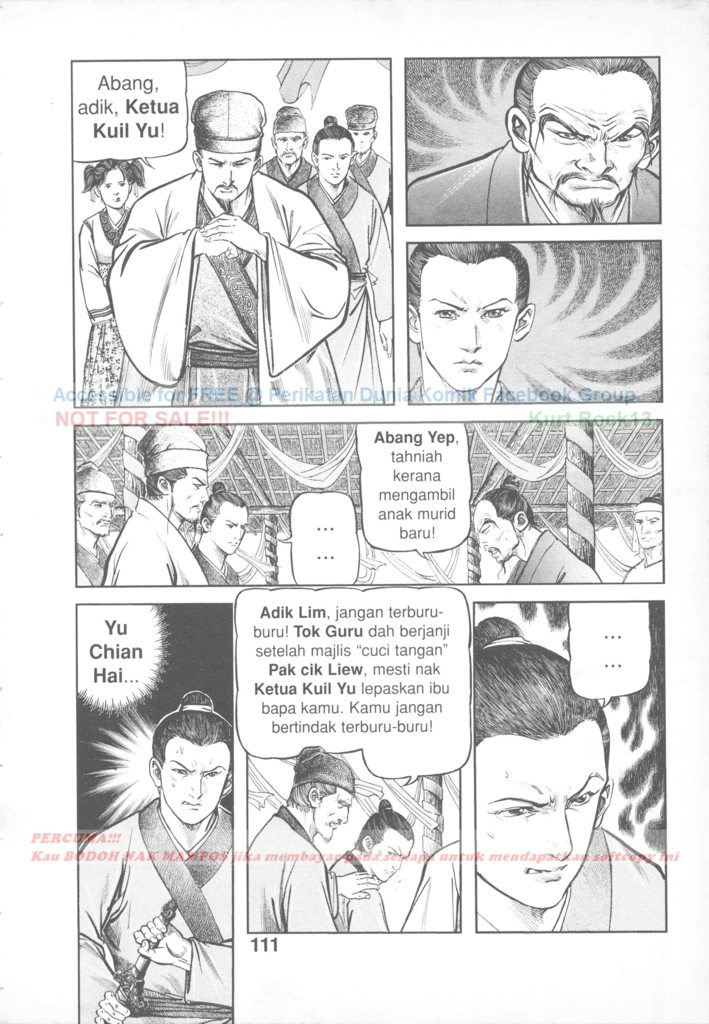 Abang,
adik, Ketua
Kuil Yu!
Accessible for FREE @ Perikatan Dunia Komik Facebook Group
NOT FOR SALE!!!
Kurt Rock13
Abang Yep,
tahniah
kerana
mengambil
anak murid
baru!
...
...
Yu
Chian
Hai...
Adik Lim, jangan terburu-
buru! Tok Guru dah berjanji
setelah majlis “cuci tangan”
Pak cik Liew, mesti nak
Ketua Kuil Yu lepaskan ibu
bapa kamu. Kamu jangan
bertindak terburu-buru!
...
...
PERCUMA!!!
Kau BODOH NAK MAMPOS jika membayar pada sesapa untuk mendapatkan softcopy ini
111